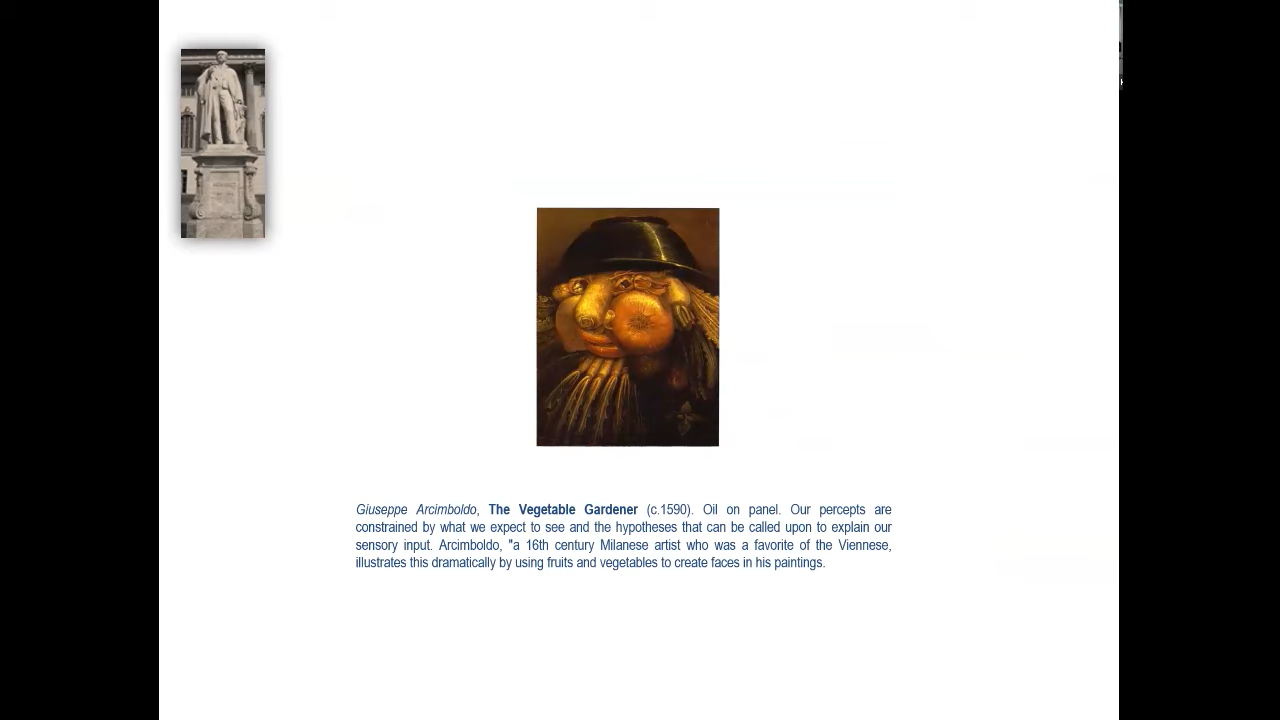 Giuseppe Arcimboldo, The Vegetable Gardener (c.1590). Oil on panel. Our percepts are
constrained by what we expect to see and the hypotheses that can be called upon to explain our
sensory input. Arcimboldo, "a 16th century Milanese artist who was a favorite of the Viennese,
illustrates this dramatically by using fruits and vegetables to create faces in his paintings.